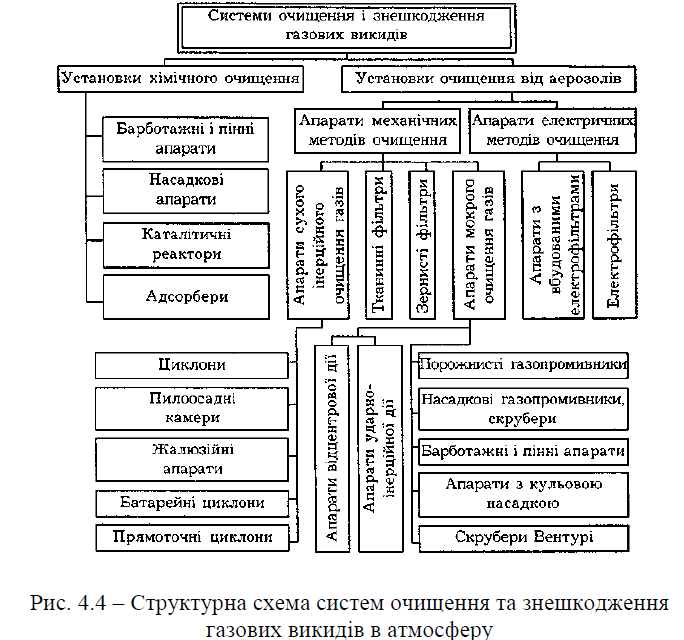 Системи очищення і знешкодження
газових викидів
Установки хімічного очищення
Установки очищення від аерозолів
Барботажні і пінні
апарати
Насадкові
апарати
Каталітичні
реактори
Адсорбери
Апарати механічних
методів очищення
Апарати електричних
методів очищення
Апарати сухого
інерційного
очищення газів
Тканинні фільтри
Зернисті фільтри
Апарати мокрого
очищення газів
Апарати з
вбудованими
електрофільтрами
Електрофільтри
Циклони
Пилоосадні
камери
Жалюзійні
апарати
Батарейні циклони
Прямоточні циклони
Апарати відцентрової дії
Апарати ударно-
інерційної дії
Порожнисті газопромивники
Насадкові газопромивники,
скрубери
Барботажні і пінні апарати
Апарати з кульовою
насадкою
Скрубери Вентурі
Рис. 4.4 – Структурна схема систем очищення та знешкодження
газових викидів в атмосферу